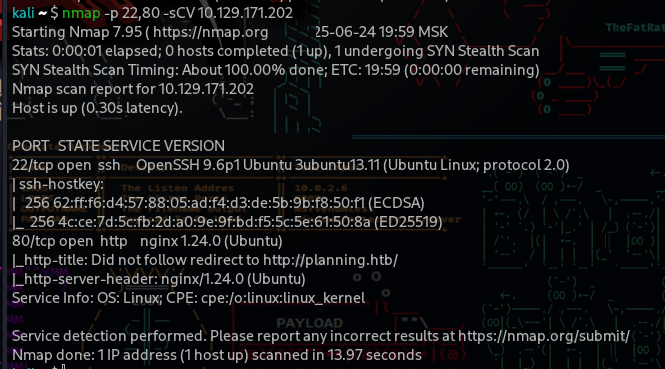 kali ~ $ nmap -p 22,80 -sCV 10.129.171.202
Starting Nmap 7.95 ( https://nmap.org 25-06-24 19:59 MSK
Stats: 0:00:01 elapsed; 0 hosts completed (1 up), 1 undergoing SYN Stealth Scan
SYN Stealth Scan Timing: About 100.00% done; ETC: 19:59 (0:00:00 remaining)
Nmap scan report for 10.129.171.202
Host is up (0.30s latency).
PORT STATE SERVICE VERSION
22/tcp open ssh OpenSSH 9.6p1 Ubuntu 3ubuntu13.11 (Ubuntu Linux; protocol 2.0)
| ssh-hostkey:
| 256 62:ff:f6:d4:57:88:05:ad:f4:d3:de:5b:9b:f8:50:f1 (ECDSA)
|_ 256 4c:ce:7d:5c:fb:2d:a0:9e:9f:bd:f5:5c:5e:61:50:8a (ED25519)
80/tcp open http nginx 1.24.0 (Ubuntu)
|_http-title: Did not follow redirect to http://planning.htb/
|_http-server-header: nginx/1.24.0 (Ubuntu)
Service Info: OS: Linux; CPE: cpe:/o:linux:linux_kernel
PAYLOAD
Service detection performed. Please report any incorrect results at https://nmap.org/submit/
Nmap done: 1 IP address (1 host up) scanned in 13.97 seconds
TheFatRat
The Listen Addres
10.0.2.6